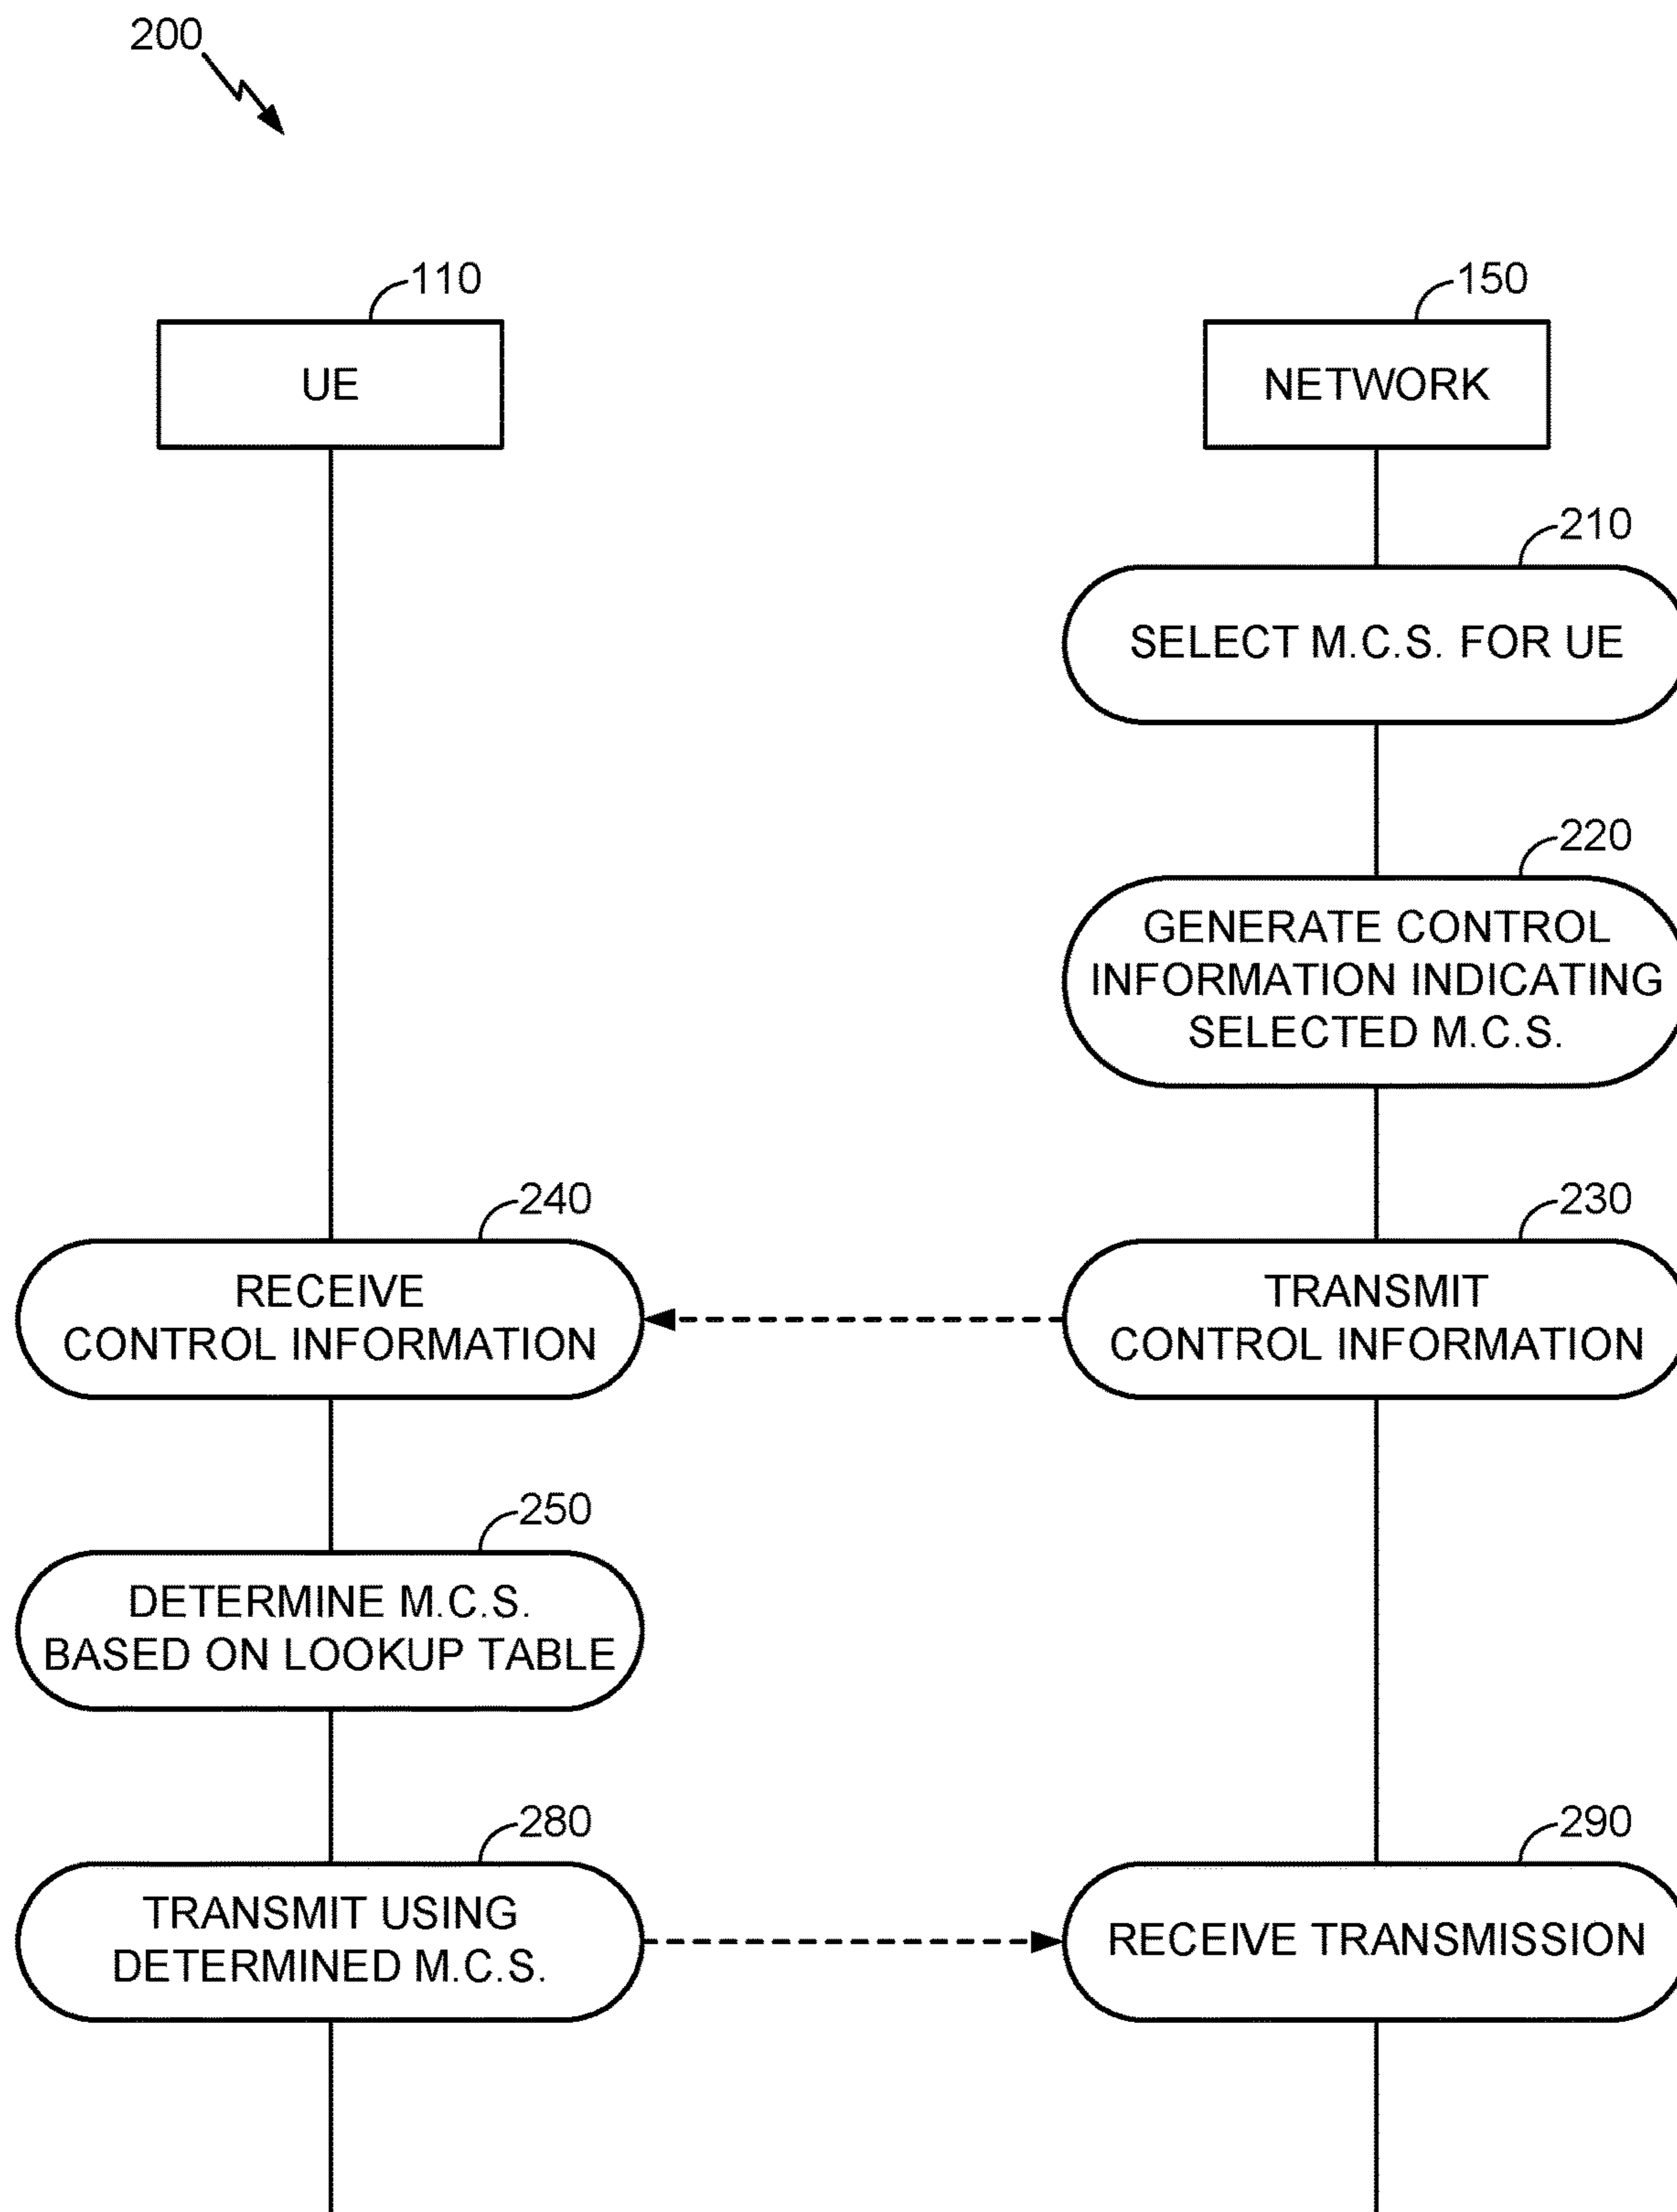 200
110
150
UE
NETWORK
210
SELECT M.C.S. FOR UE
220
GENERATE CONTROL
INFORMATION INDICATING
SELECTED M.C.S.
240
230
RECEIVE
CONTROL INFORMATION
TRANSMIT
CONTROL INFORMATION
250
DETERMINE M.C.S.
BASED ON LOOKUP TABLE
280
290
TRANSMIT USING
DETERMINED M.C.S.
RECEIVE TRANSMISSION